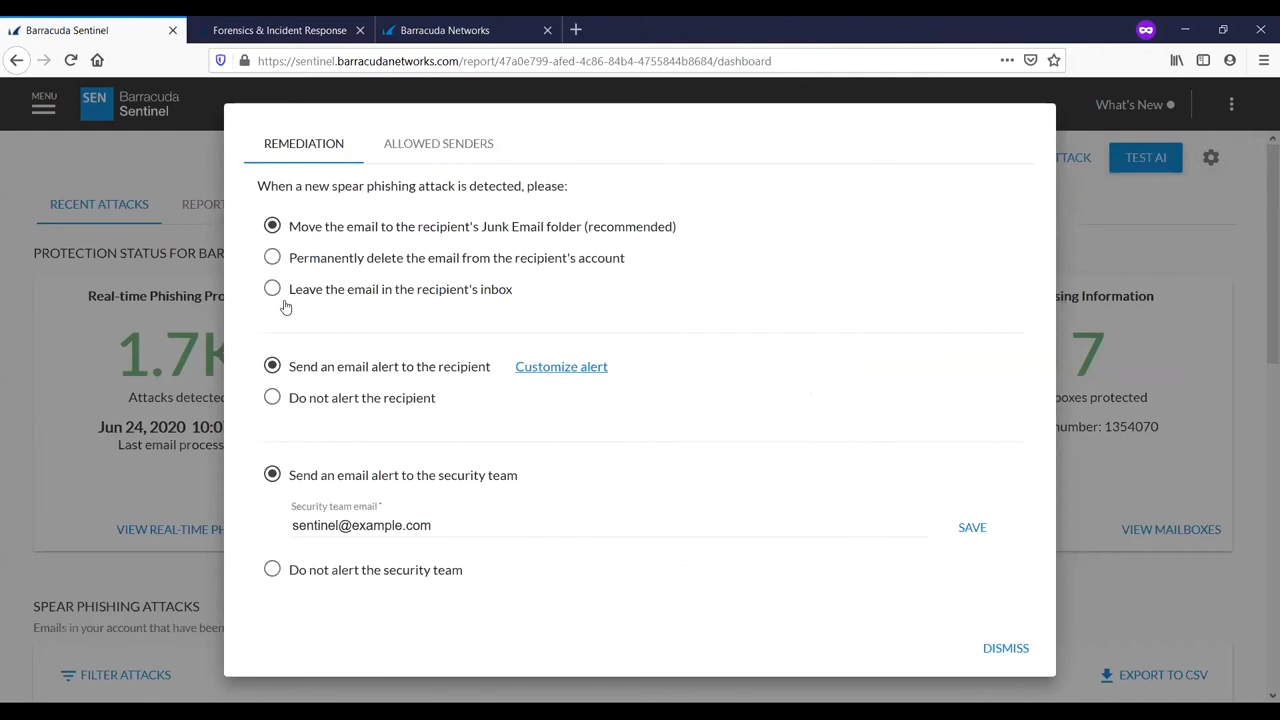 Barracuda Sentinel
Forensics & Incident Response
Barracuda Networks
https://sentinel.barracudanetworks.com/report/47a0e799-afed-4c86-84b4-4755844b8684/dashboard
MENU
SEN
Barracuda
Sentinel
What's New
REMEDIATION
ALLOWED SENDERS
TACK
TEST AI
When a new spear phishing attack is detected, please:
RECENT ATTACKS
REPOR
Move the email to the recipient's Junk Email folder (recommended)
PROTECTION STATUS FOR BAR
Permanently delete the email from the recipient's account
Real-time Phishing Pro
Leave the email in the recipient's inbox
sing Information
1.7K
7
Attacks detected
Send an email alert to the recipient
Customize alert
boxes protected
Do not alert the recipient
Jun 24, 2020 10:0
number: 1354070
Last email process
Send an email alert to the security team
Security team email*
sentinel@example.com
SAVE
VIEW REAL-TIME PH
VIEW MAILBOXES
Do not alert the security team
SPEAR PHISHING ATTACKS
Emails in your account that have been
DISMISS
FILTER ATTACKS
EXPORT TO CSV